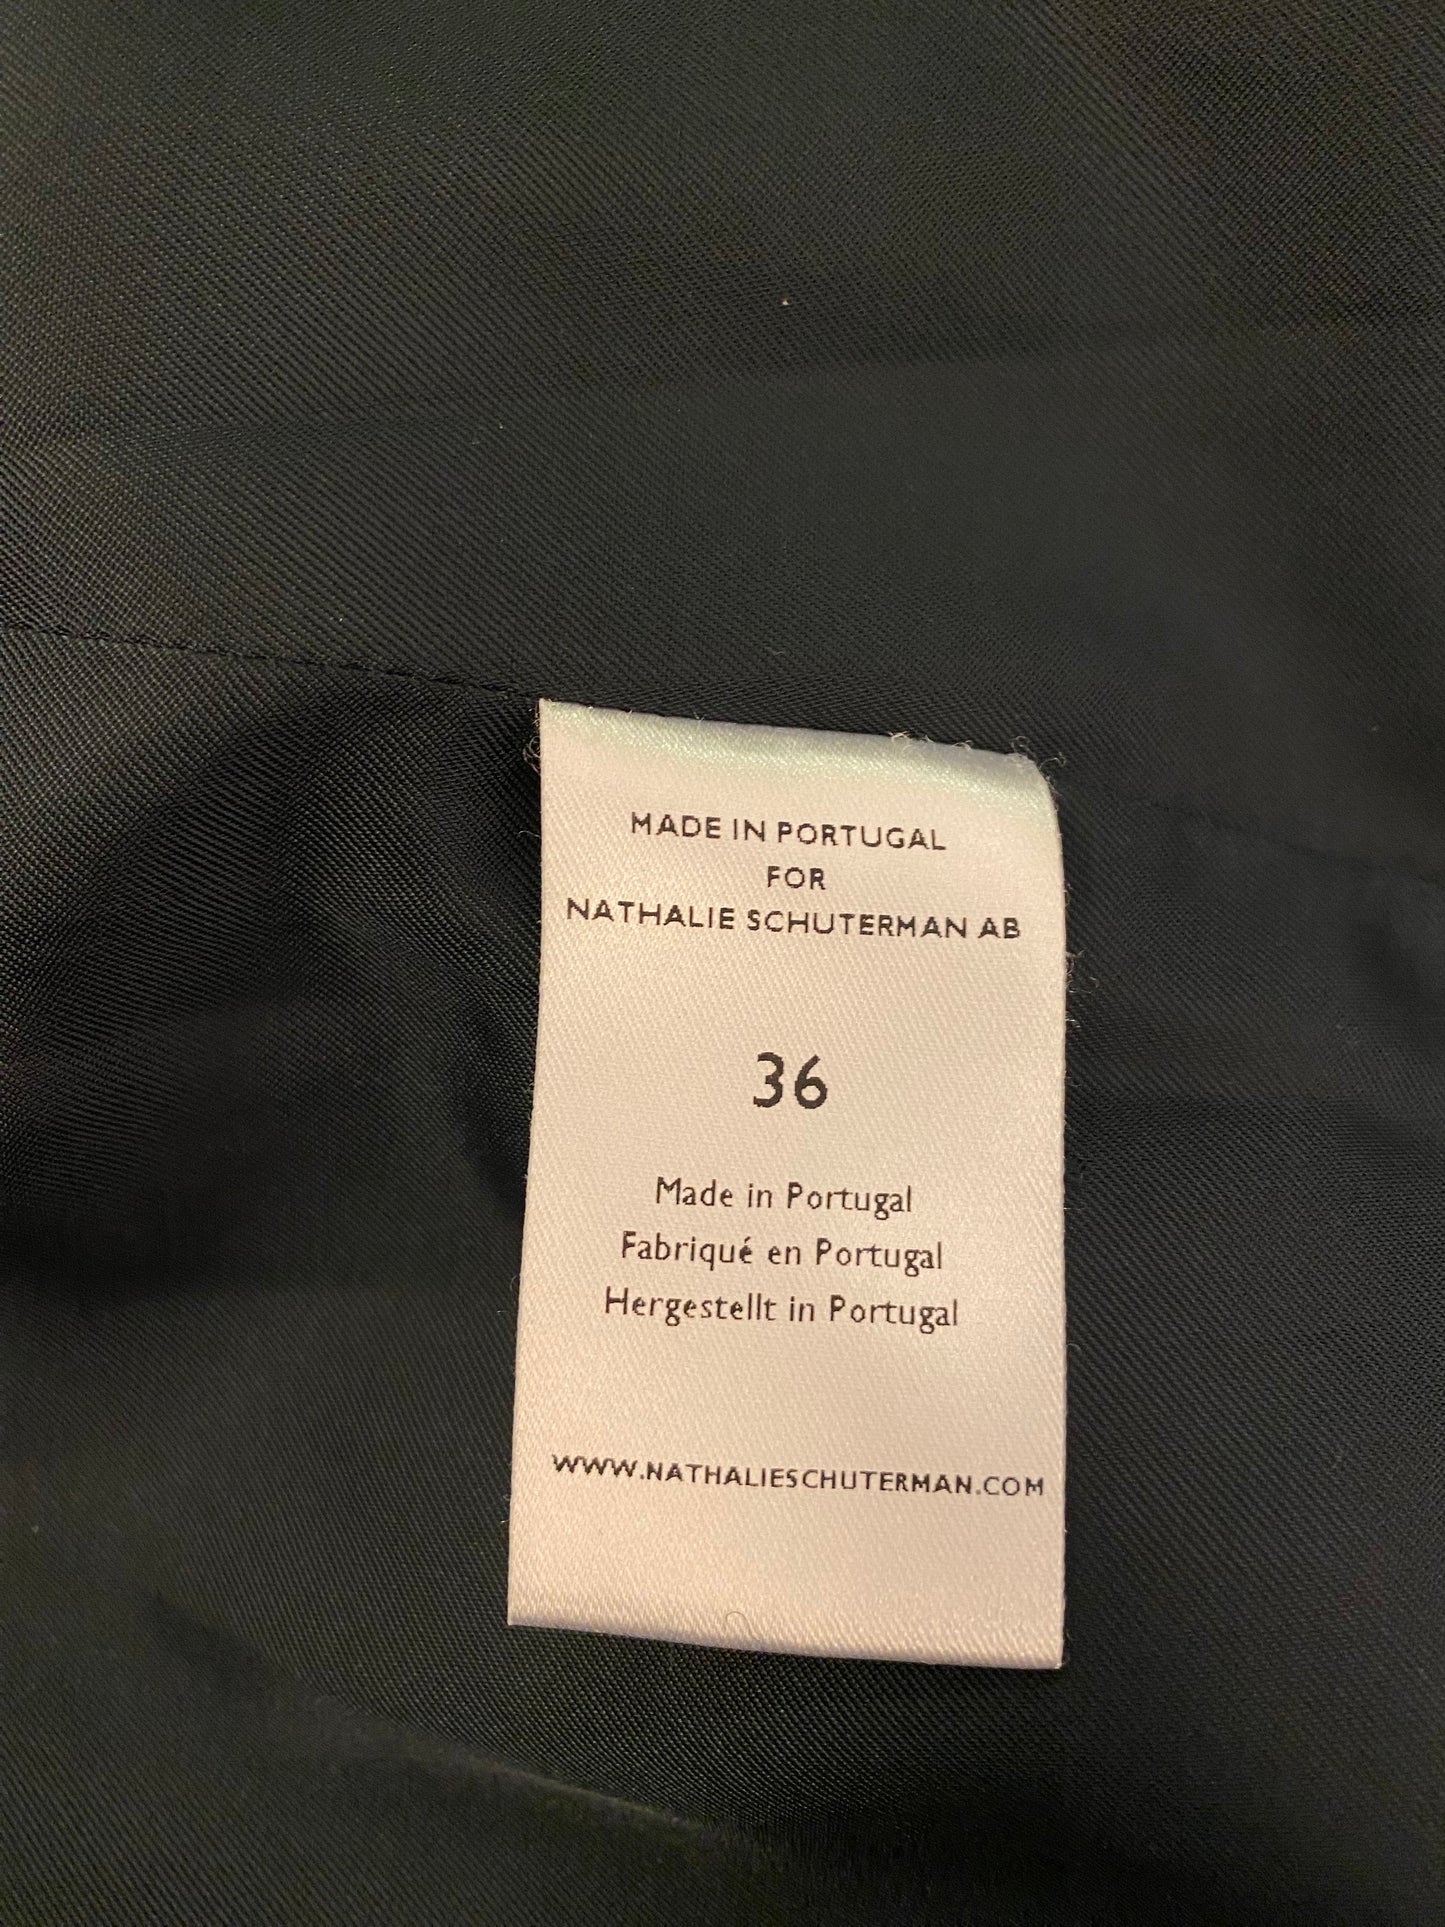 MADE IN PORTUGAL
FOR
NATHALIE SCHUTERMAN AB
36
Made in Portugal
Fabriqué en Portugal
Hergestellt in Portugal
WWW.NATHALIESCHUTERMAN.COM